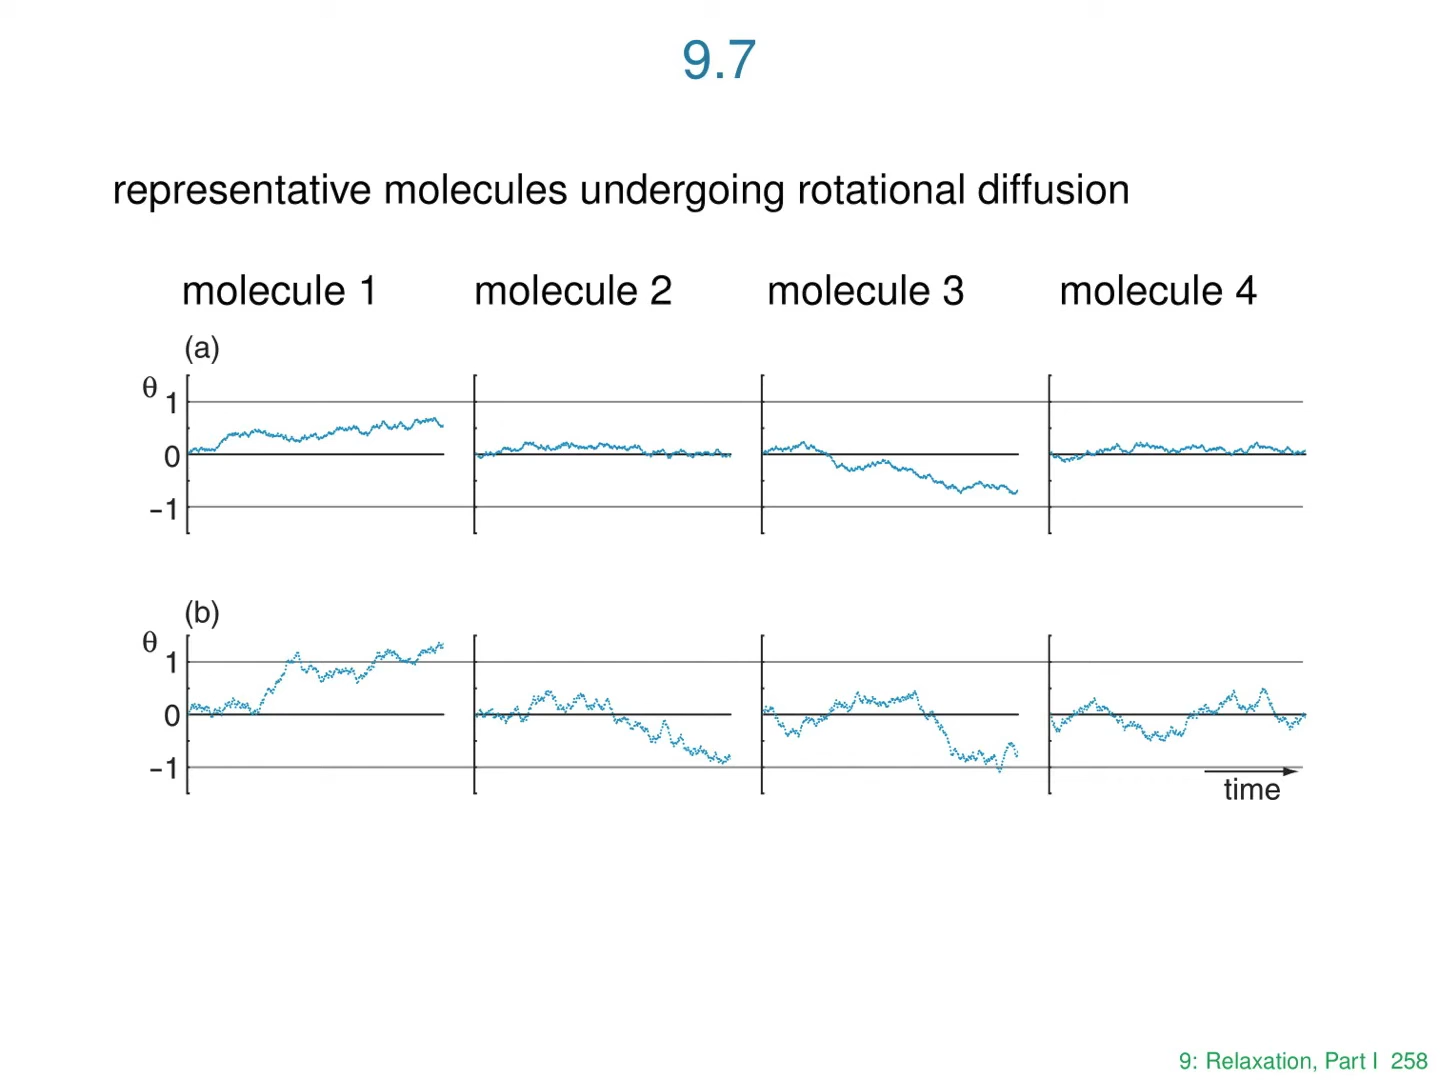 9.7
representative molecules undergoing rotational diffusion
molecule 1 molecule 2 molecule 3 molecule 4
(a)
θ
1
0
−1
(b)
θ
1
0
−1
time
9: Relaxation, Part I 258